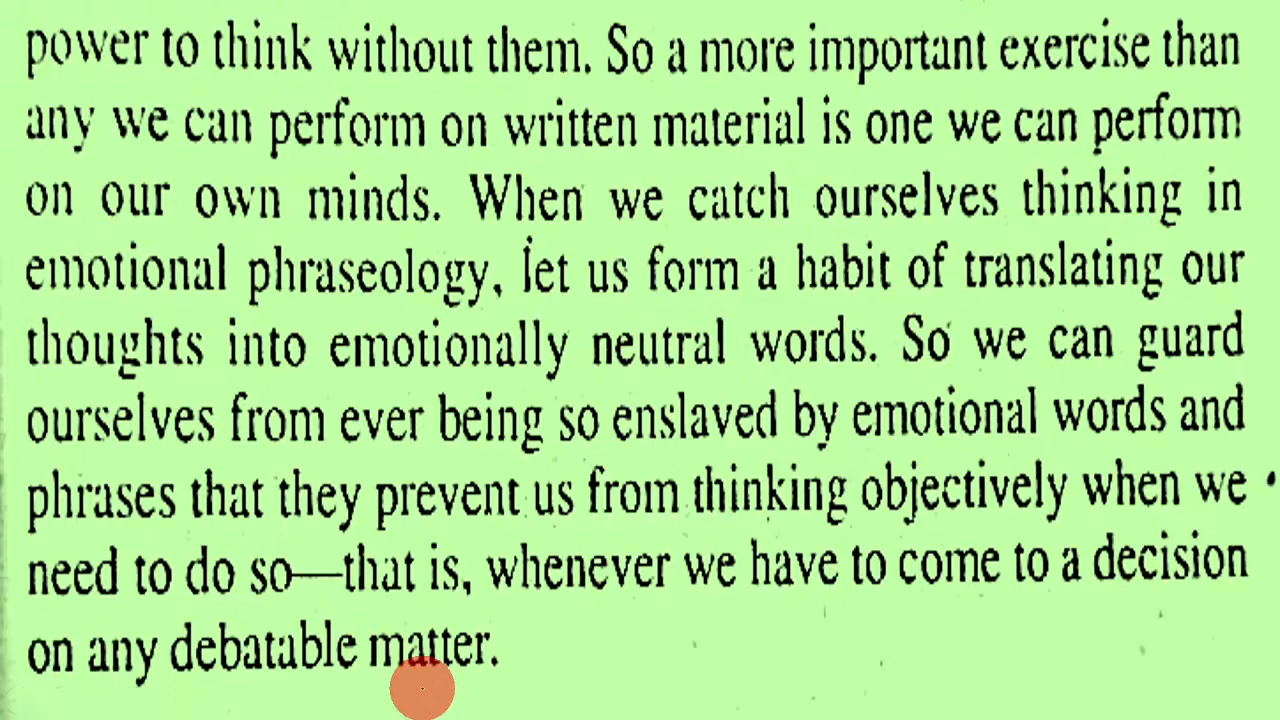 power to think without them. So a more important exercise than
any we can perform on written material is one we can perform
on our own minds. When we catch ourselves thinking in
emotional phraseology, let us form a habit of translating our
thoughts into emotionally neutral words. So we can guard
ourselves from ever being so enslaved by emotional words and
phrases that they prevent us from thinking objectively when we
need to do so—that is, whenever we have to come to a decision
on any debatable matter.